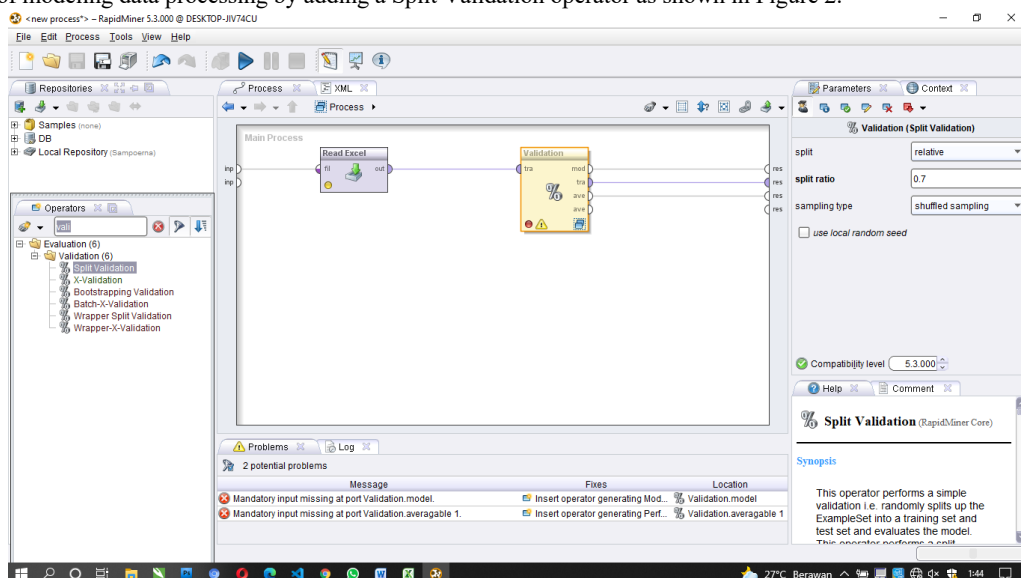 of modeling data processing by adding a Split Validation operator as shown in Figure 2.
<new process*> – RapidMiner 5.3.000 @ DESKTOP-JIV74CU
File Edit Process Tools View Help
Repositories
Samples (none)
DB
Local Repository (Sampoerna)
Operators
vali
Evaluation (6)
Validation (6)
Split Validation
X-Validation
Bootstrapping Validation
Batch-X-Validation
Wrapper Split Validation
Wrapper-X-Validation
Process XML
Process
Main Process
inp
inp
Read Excel
fil out
Validation
tra mod
tra
ave
ave
res
res
res
res
Problems Log
2 potential problems
Message Fixes Location
Mandatory input missing at port Validation.model. Insert operator generating Mod... Validation.model
Mandatory input missing at port Validation.averagable 1. Insert operator generating Perf... Validation.averagable 1
Parameters Context
Validation (Split Validation)
split relative
split ratio 0.7
sampling type shuffled sampling
use local random seed
Compatibility level 5.3.000
Help Comment
Split Validation (RapidMiner Core)
Synopsis
This operator performs a simple
validation i.e. randomly splits up the
ExampleSet into a training set and
test set and evaluates the model.
This operator performs a split
27°C Berawan 1:44